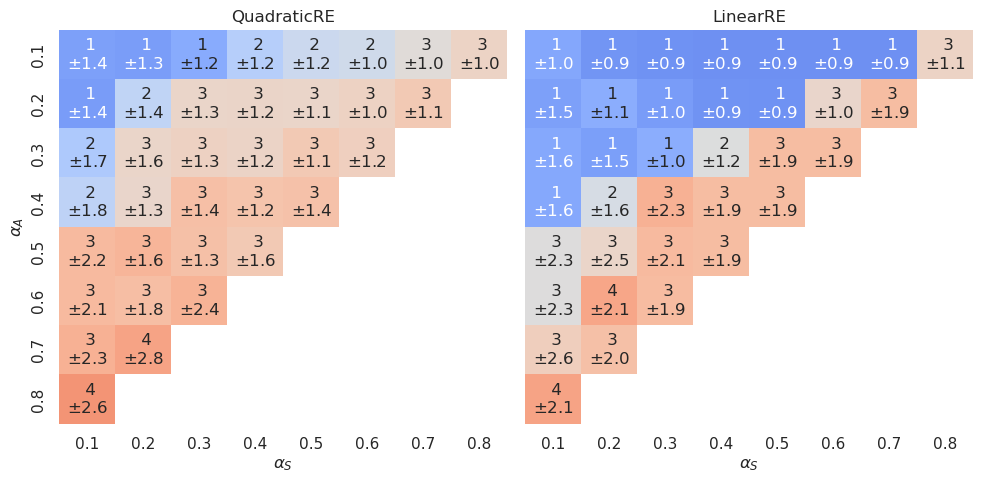 QuadraticRE
LinearRE
0.1 1 1 1 2 2 2 3 3
±1.4 ±1.3 ±1.2 ±1.2 ±1.2 ±1.0 ±1.0 ±1.0
1 1 1 1 1 1 1 3
±1.0 ±0.9 ±0.9 ±0.9 ±0.9 ±0.9 ±0.9 ±1.1
0.2 1 2 3 3 3 3 3
±1.4 ±1.4 ±1.3 ±1.2 ±1.1 ±1.0 ±1.1
1 1 1 1 1 3 3
±1.5 ±1.1 ±1.0 ±0.9 ±0.9 ±1.0 ±1.9
0.3 2 3 3 3 3 3
±1.7 ±1.6 ±1.3 ±1.2 ±1.1 ±1.2
1 1 1 2 3 3
±1.6 ±1.5 ±1.0 ±1.2 ±1.9 ±1.9
0.4 2 3 3 3 3
±1.8 ±1.3 ±1.4 ±1.2 ±1.4
1 2 3 3 3
±1.6 ±1.6 ±2.3 ±1.9 ±1.9
α_A
0.5 3 3 3 3
±2.2 ±1.6 ±1.3 ±1.6
3 3 3 3
±2.3 ±2.5 ±2.1 ±1.9
0.6 3 3 3
±2.1 ±1.8 ±2.4
3 4 3
±2.3 ±2.1 ±1.9
0.7 3 4
±2.3 ±2.8
3 3
±2.6 ±2.0
0.8 4
±2.6
4
±2.1
0.1 0.2 0.3 0.4 0.5 0.6 0.7 0.8
α_S
0.1 0.2 0.3 0.4 0.5 0.6 0.7 0.8
α_S